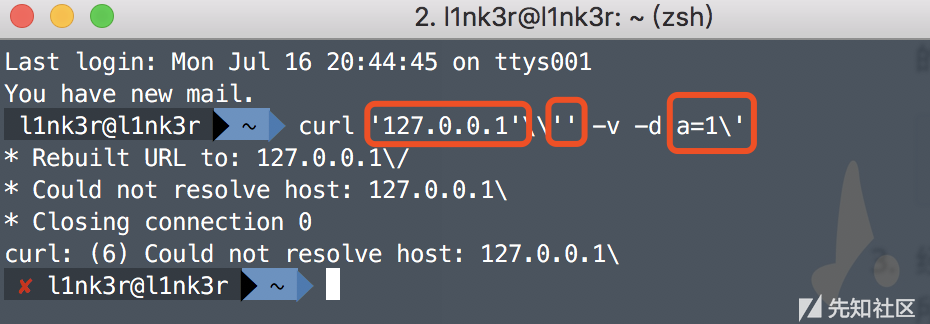 2. l1nk3r@l1nk3r: ~ (zsh)
Last login: Mon Jul 16 20:44:45 on ttys001
You have new mail.
l1nk3r@l1nk3r ~ curl '127.0.0.1'\\'' -v -d a=1\'
* Rebuilt URL to: 127.0.0.1\/
* Could not resolve host: 127.0.0.1\
* Closing connection 0
curl: (6) Could not resolve host: 127.0.0.1\
✘ l1nk3r@l1nk3r ~
3.
先知社区